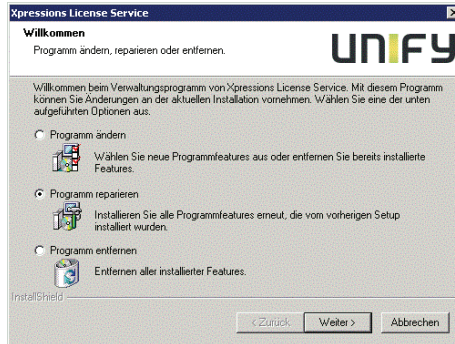 Xpressions License Service
Willkommen
Programm ändern, reparieren oder entfernen.
UNIFY
Willkommen beim Verwaltungsprogramm von Xpressions License Service. Mit diesem Programm
können Sie Änderungen an der aktuellen Installation vornehmen. Wählen Sie eine der unten
aufgeführten Optionen aus.
Programm ändern
Wählen Sie neue Programmfeatures aus oder entfernen Sie bereits installierte
Features.
Programm reparieren
Installieren Sie alle Programmfeatures erneut, die vom vorherigen Setup
installiert wurden.
Programm entfernen
Entfernen aller installierter Features.
InstallShield
< Zurück
Weiter >
Abbrechen